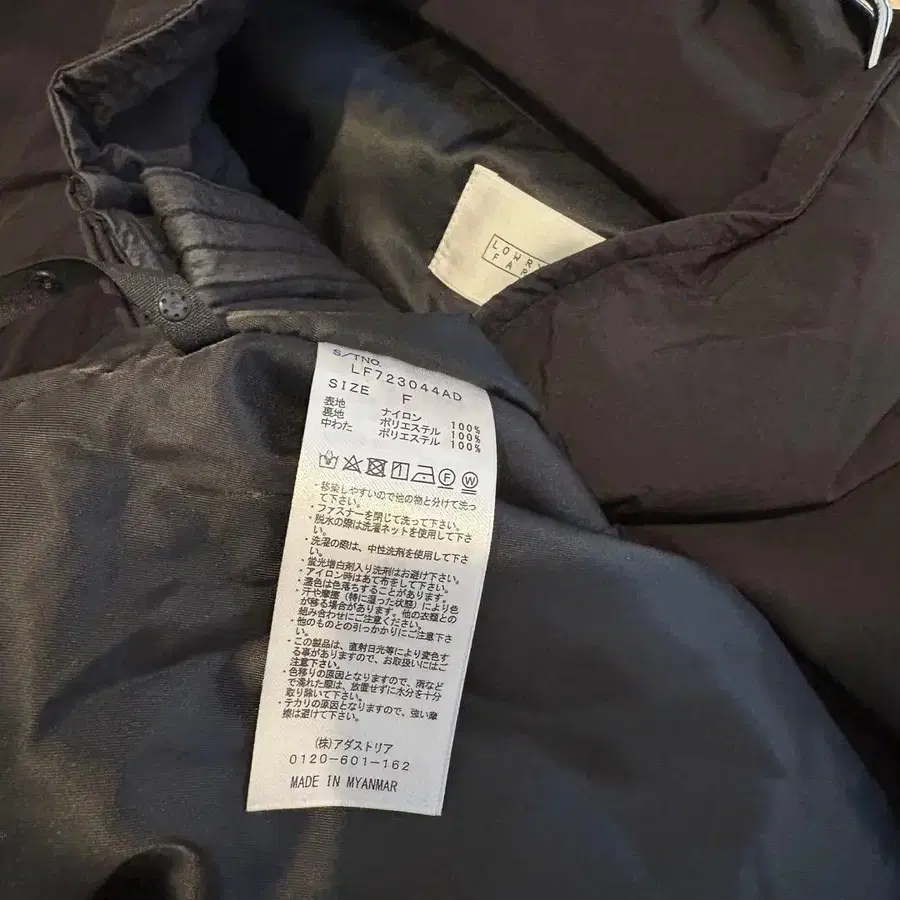 LOWRY
FAR
S/TNO.
LF723044AD
SIZE F
表地 ナイロン 100%
裏地 ポリエステル 100%
中わた ポリエステル 100%
F W
・移染しやすいので他の物と分けて洗っ
て下さい。
・ファスナーを閉じて洗って下さい。
・脱水の際は洗濯ネットを使用して下さ
い。
・洗濯の際は、中性洗剤を使用して下さ
い。
・蛍光増白剤入り洗剤はお避け下さい。
・アイロン時はあて布をして下さい。
・濃色は色落ちすることがあります。
・汗や摩擦(特に湿った状態)により色
が移る場合があります。他の衣類との
組み合わせにご注意下さい。
・他のものとの引っかかりにご注意下さ
い。
・この製品は、直射日光等により変色す
る事がありますので、お取扱いにはご
注意下さい。
・色移りの原因となりますので、雨など
で濡れた際は、放置せずに水分を十分
取り除いて下さい。
・テカリの原因となりますので、強い摩
擦は避けて下さい。
(株)アダストリア
0120-601-162
MADE IN MYANMAR